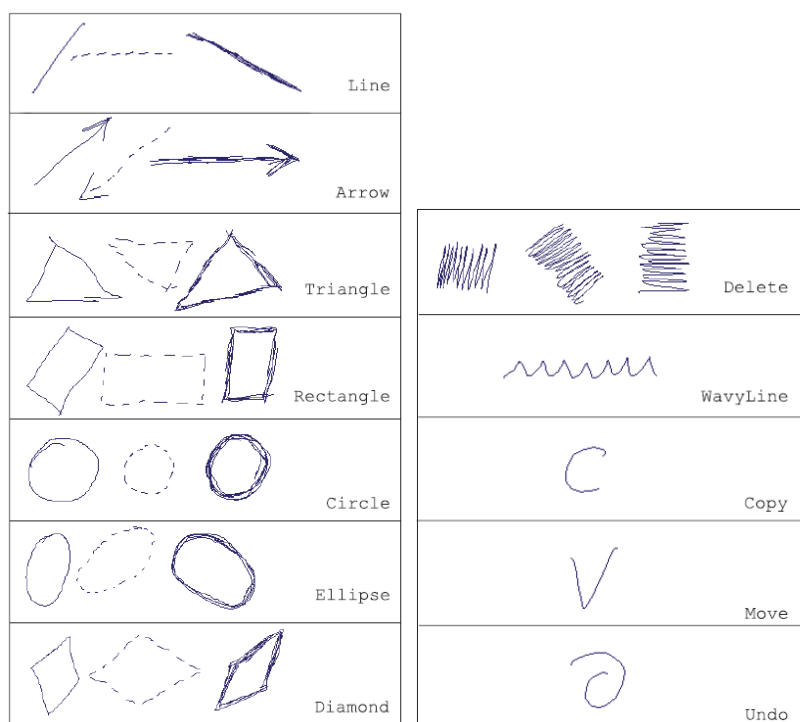 Line
Arrow
Triangle
Rectangle
Circle
Ellipse
Diamond
Delete
WavyLine
Copy
Move
Undo